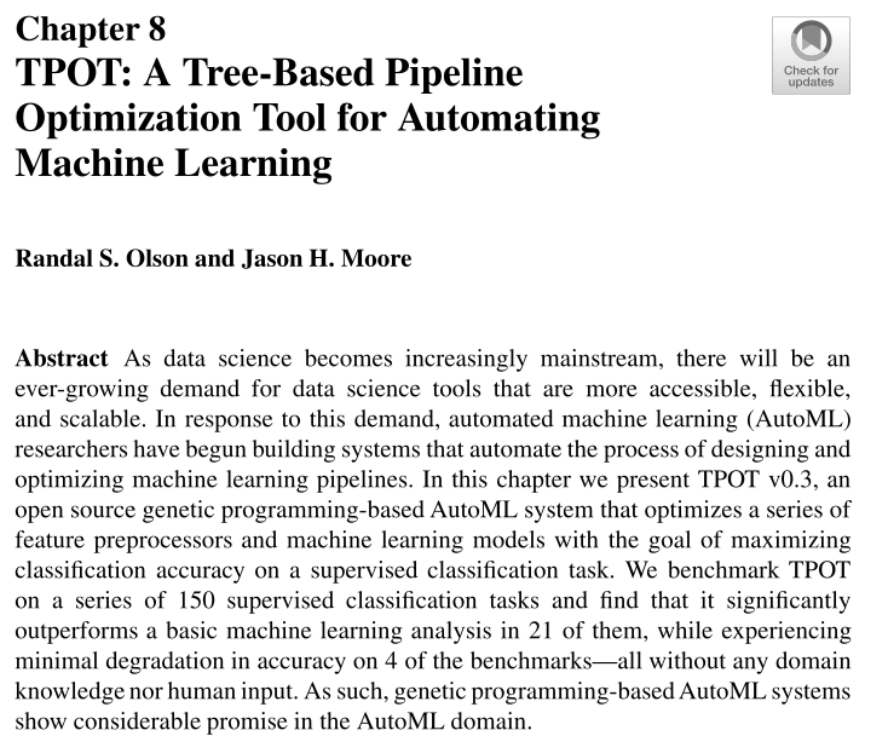 Chapter 8
TPOT: A Tree-Based Pipeline
Optimization Tool for Automating
Machine Learning
Check for
updates
Randal S. Olson and Jason H. Moore
Abstract As data science becomes increasingly mainstream, there will be an
ever-growing demand for data science tools that are more accessible, flexible,
and scalable. In response to this demand, automated machine learning (AutoML)
researchers have begun building systems that automate the process of designing and
optimizing machine learning pipelines. In this chapter we present TPOT v0.3, an
open source genetic programming-based AutoML system that optimizes a series of
feature preprocessors and machine learning models with the goal of maximizing
classification accuracy on a supervised classification task. We benchmark TPOT
on a series of 150 supervised classification tasks and find that it significantly
outperforms a basic machine learning analysis in 21 of them, while experiencing
minimal degradation in accuracy on 4 of the benchmarks—all without any domain
knowledge nor human input. As such, genetic programming-based AutoML systems
show considerable promise in the AutoML domain.